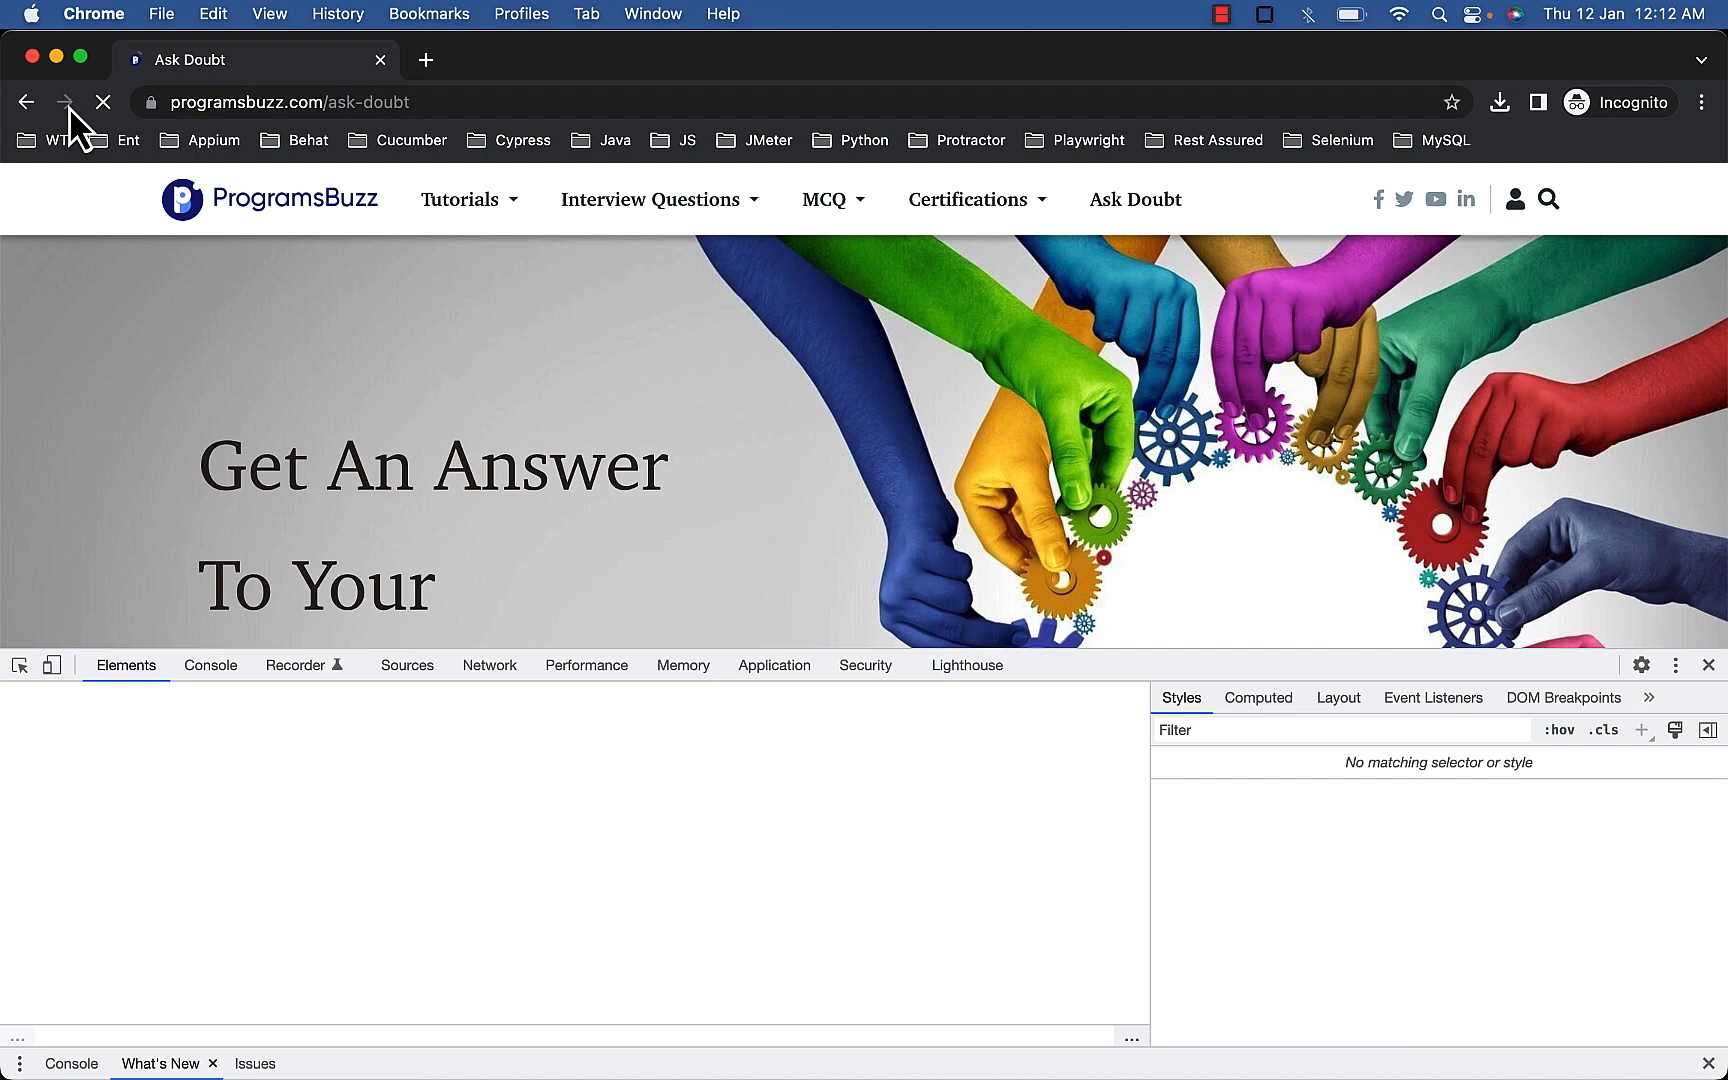 Chrome File Edit View History Bookmarks Profiles Tab Window Help Thu 12 Jan 12:12 AM
Ask Doubt
programsbuzz.com/ask-doubt Incognito
Ent Appium Behat Cucumber Cypress Java JS JMeter Python Protractor Playwright Rest Assured Selenium MySQL
ProgramsBuzz Tutorials Interview Questions MCQ Certifications Ask Doubt
Get An Answer
To Your
Elements Console Recorder Sources Network Performance Memory Application Security Lighthouse
Styles Computed Layout Event Listeners DOM Breakpoints »
Filter :hov .cls +
No matching selector or style
... ...
Console What's New × Issues